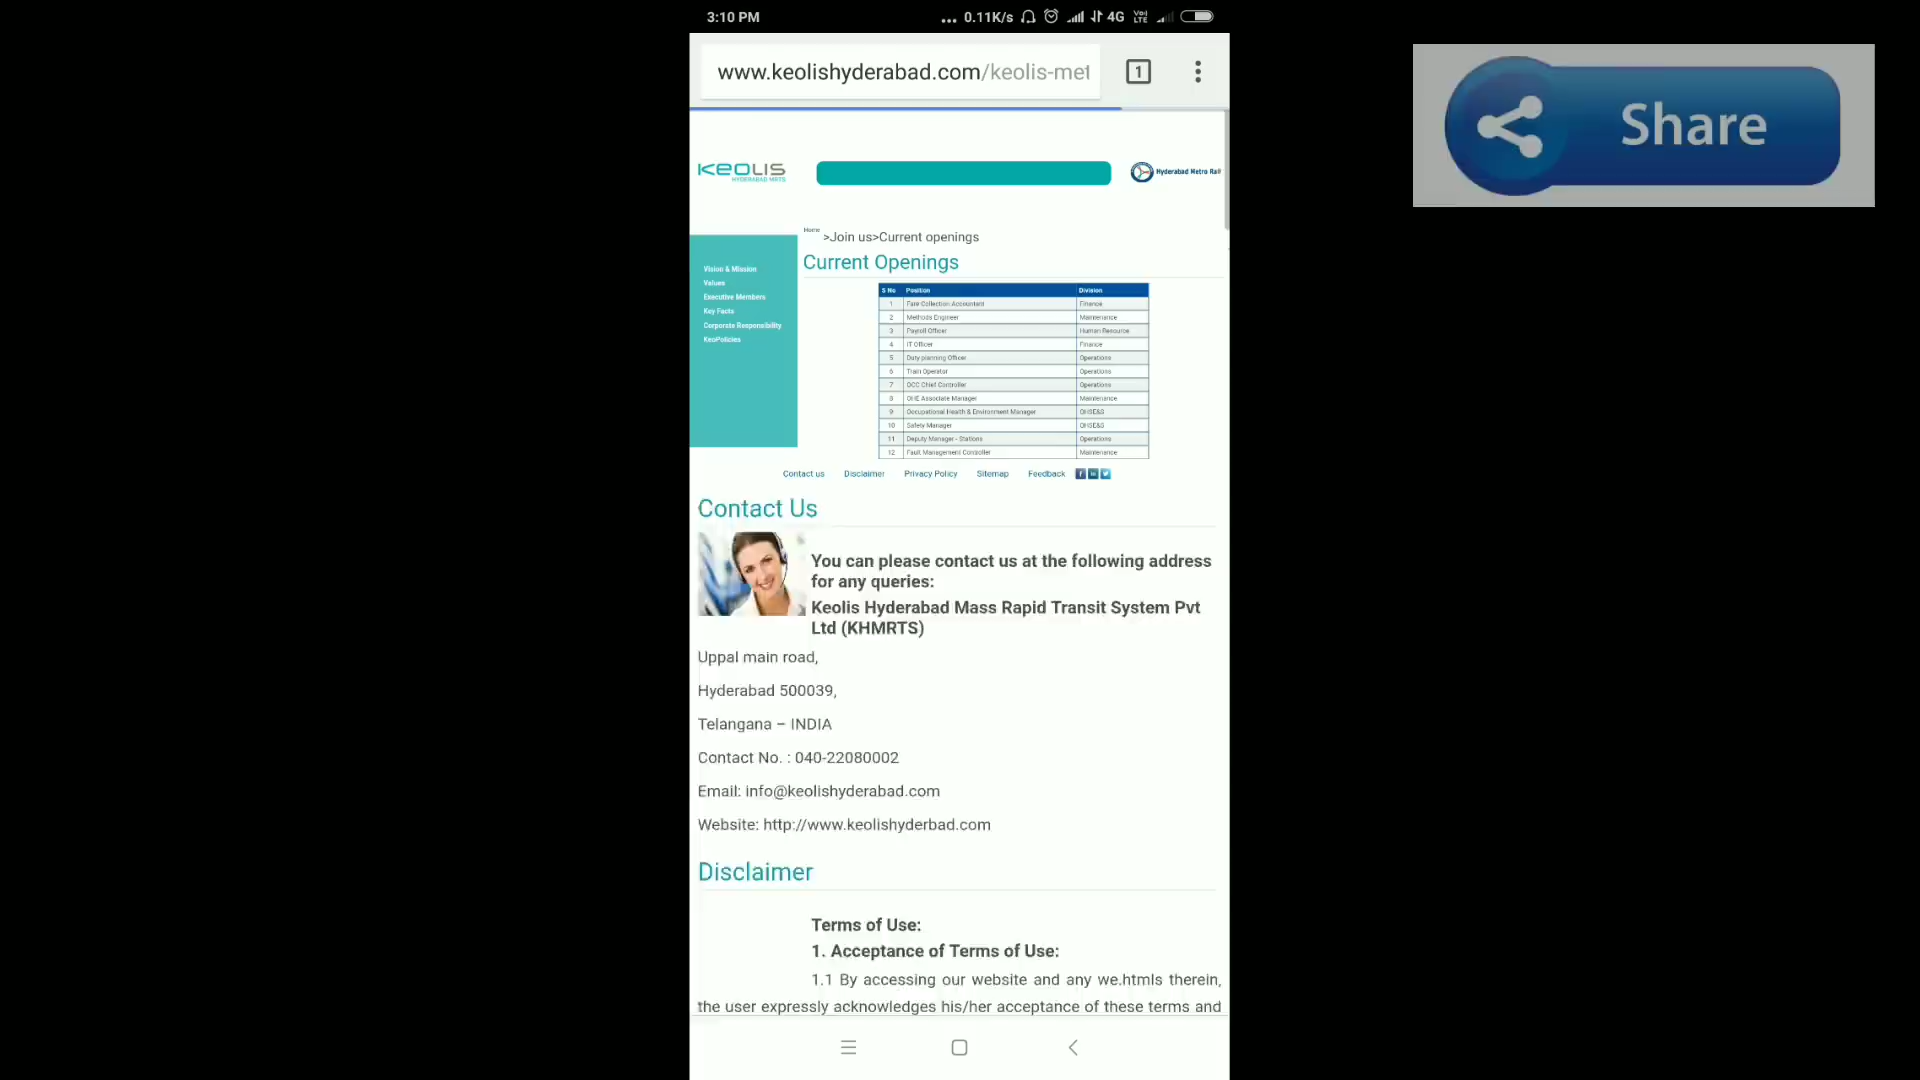 3:10 PM
... 0.11K/s 4G Vo) LTE
www.keolishyderabad.com/keolis-met
1
Share
KEOLIS
HYDERABAD MRTS
Hyderabad Metro Rail
Home >Join us>Current openings
Current Openings
Vision & Mission
Values
Executive Members
Key Facts
Corporate Responsibility
KeoPolicies
S No Position Division
1 Fare Collection Accountant Finance
2 Methods Engineer Maintenance
3 Payroll Officer Human Resource
4 IT Officer Finance
5 Duty planning Officer Operations
6 Train Operator Operations
7 OCC Chief Controller Operations
8 OHE Associate Manager Maintenance
9 Occupational Health & Environment Manager OHSE&S
10 Safety Manager OHSE&S
11 Deputy Manager - Stations Operations
12 Fault Management Controller Maintenance
Contact us Disclaimer Privacy Policy Sitemap Feedback
Contact Us
You can please contact us at the following address
for any queries:
Keolis Hyderabad Mass Rapid Transit System Pvt
Ltd (KHMRTS)
Uppal main road,
Hyderabad 500039,
Telangana – INDIA
Contact No. : 040-22080002
Email: info@keolishyderabad.com
Website: http://www.keolishyderbad.com
Disclaimer
Terms of Use:
1. Acceptance of Terms of Use:
1.1 By accessing our website and any we.htmls therein,
the user expressly acknowledges his/her acceptance of these terms and